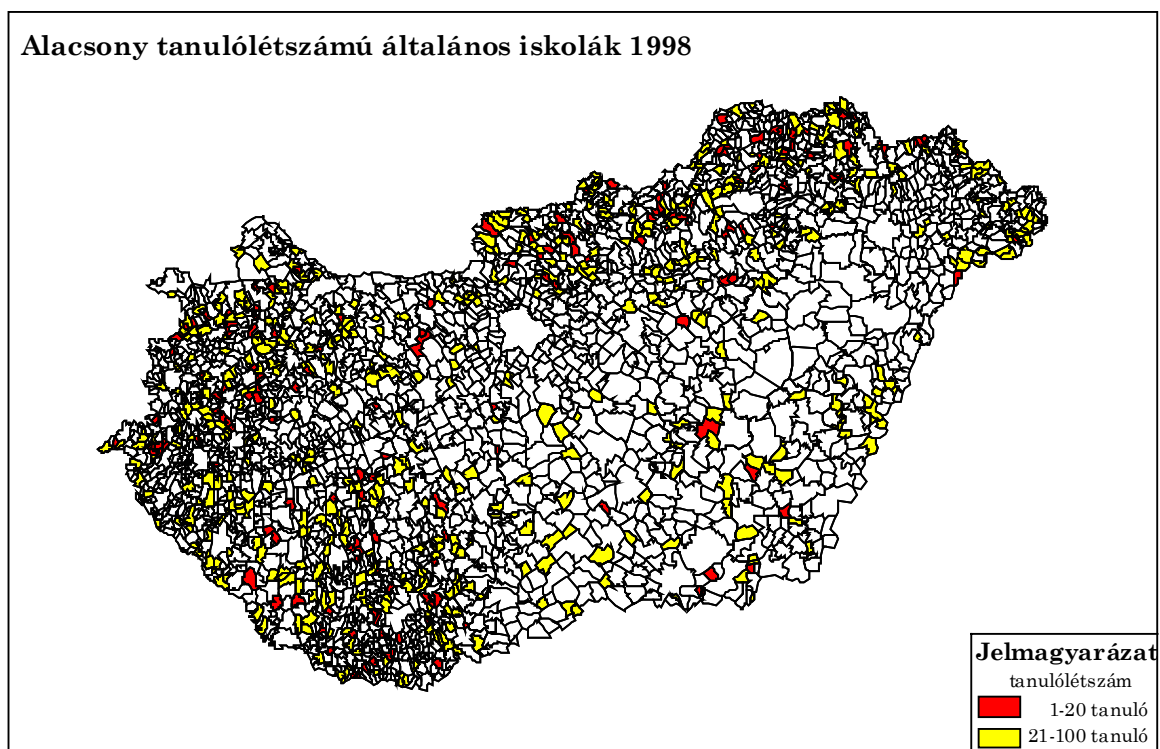 Alacsony tanulólétszámú általános iskolák 1998
Jelmagyarázat
tanulólétszám
1-20 tanuló
21-100 tanuló